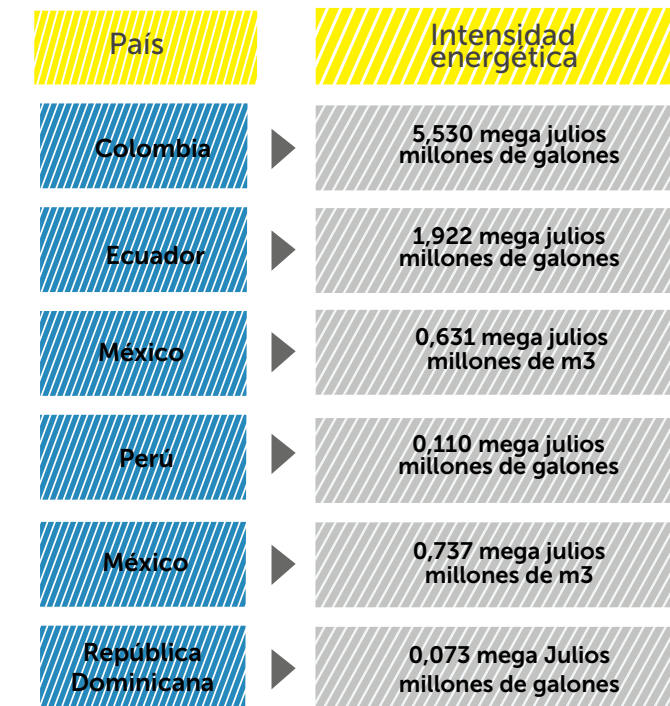 País
Intensidad
energética
Colombia
5,530 mega julios
millones de galones
Ecuador
1,922 mega julios
millones de galones
México
0,631 mega julios
millones de m3
Perú
0,110 mega julios
millones de galones
México
0,737 mega julios
millones de m3
República
Dominicana
0,073 mega Julios
millones de galones